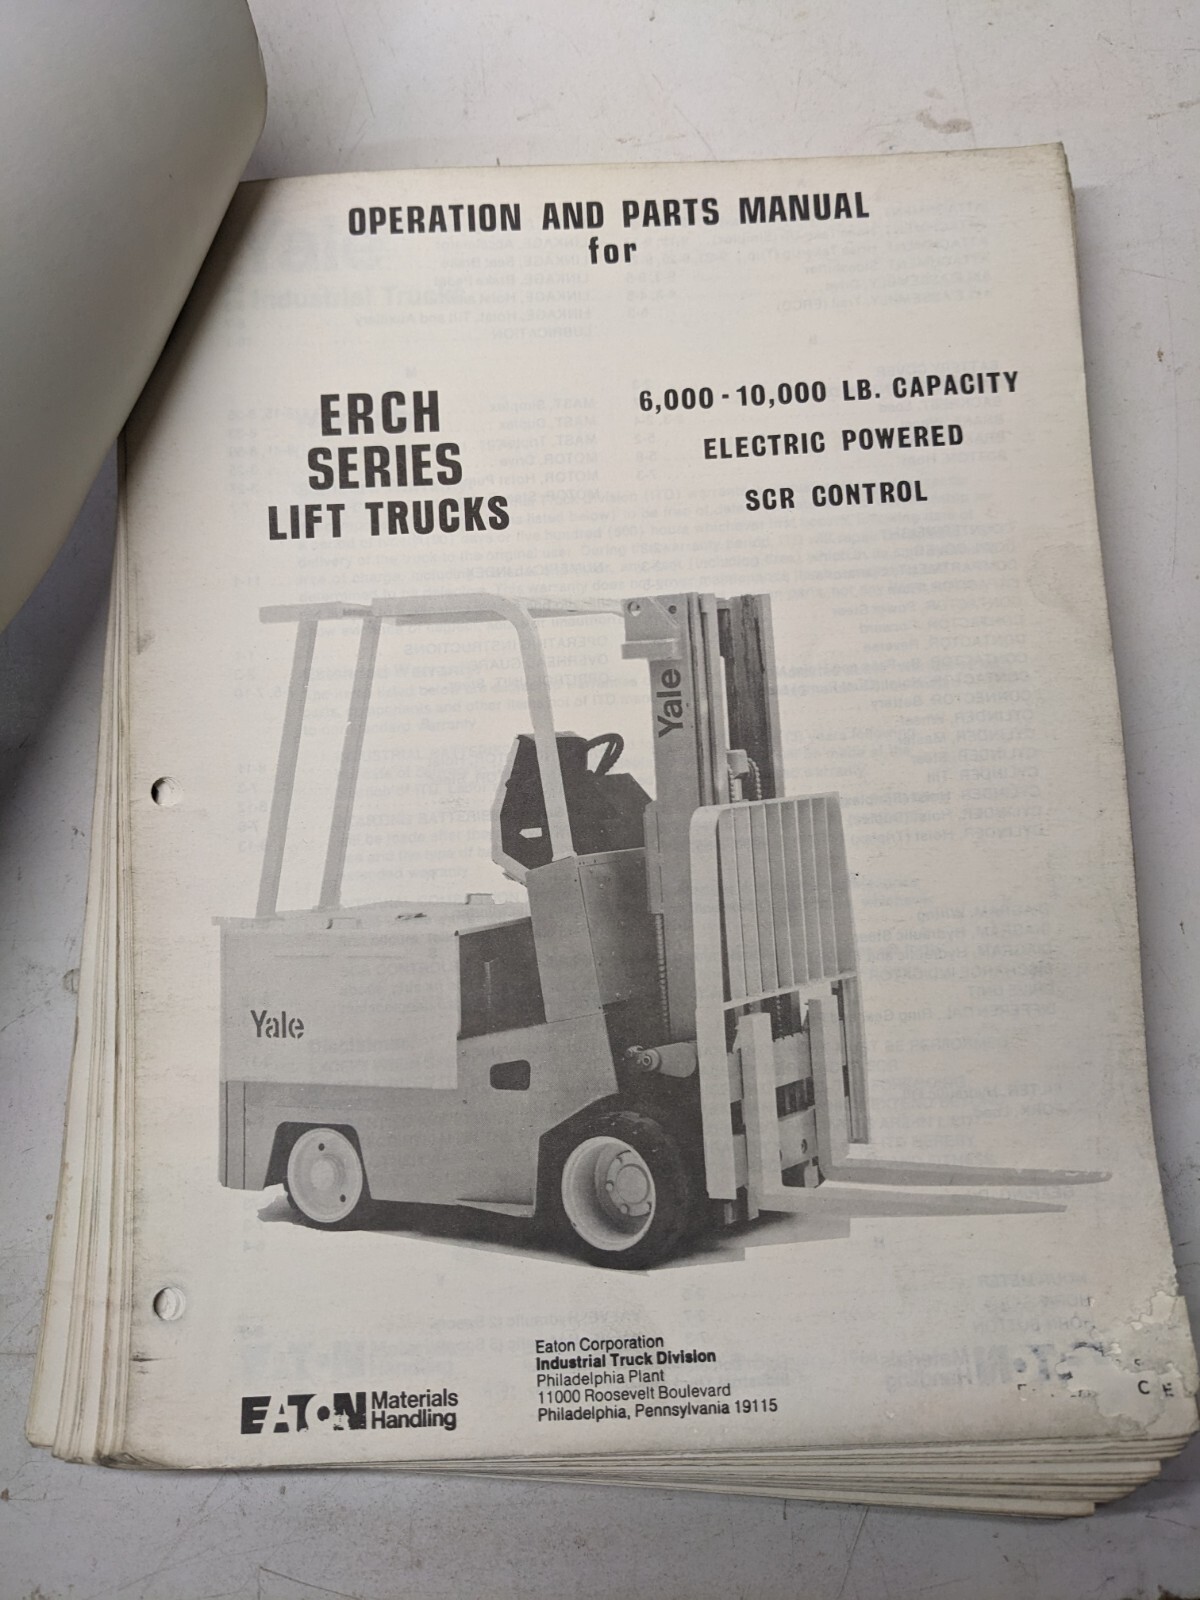 OPERATION AND PARTS MANUAL
for
ERCH
SERIES
LIFT TRUCKS
6,000 - 10,000 LB. CAPACITY
ELECTRIC POWERED
SCR CONTROL
Yale
Yale
EATON Materials
Handling
Eaton Corporation
Industrial Truck Division
Philadelphia Plant
11000 Roosevelt Boulevard
Philadelphia, Pennsylvania 19115